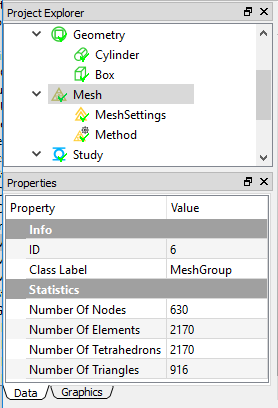 Project Explorer
Geometry
Cylinder
Box
Mesh
MeshSettings
Method
Study
Properties
Property Value
Info
ID 6
Class Label MeshGroup
Statistics
Number Of Nodes 630
Number Of Elements 2170
Number Of Tetrahedrons 2170
Number Of Triangles 916
Data Graphics